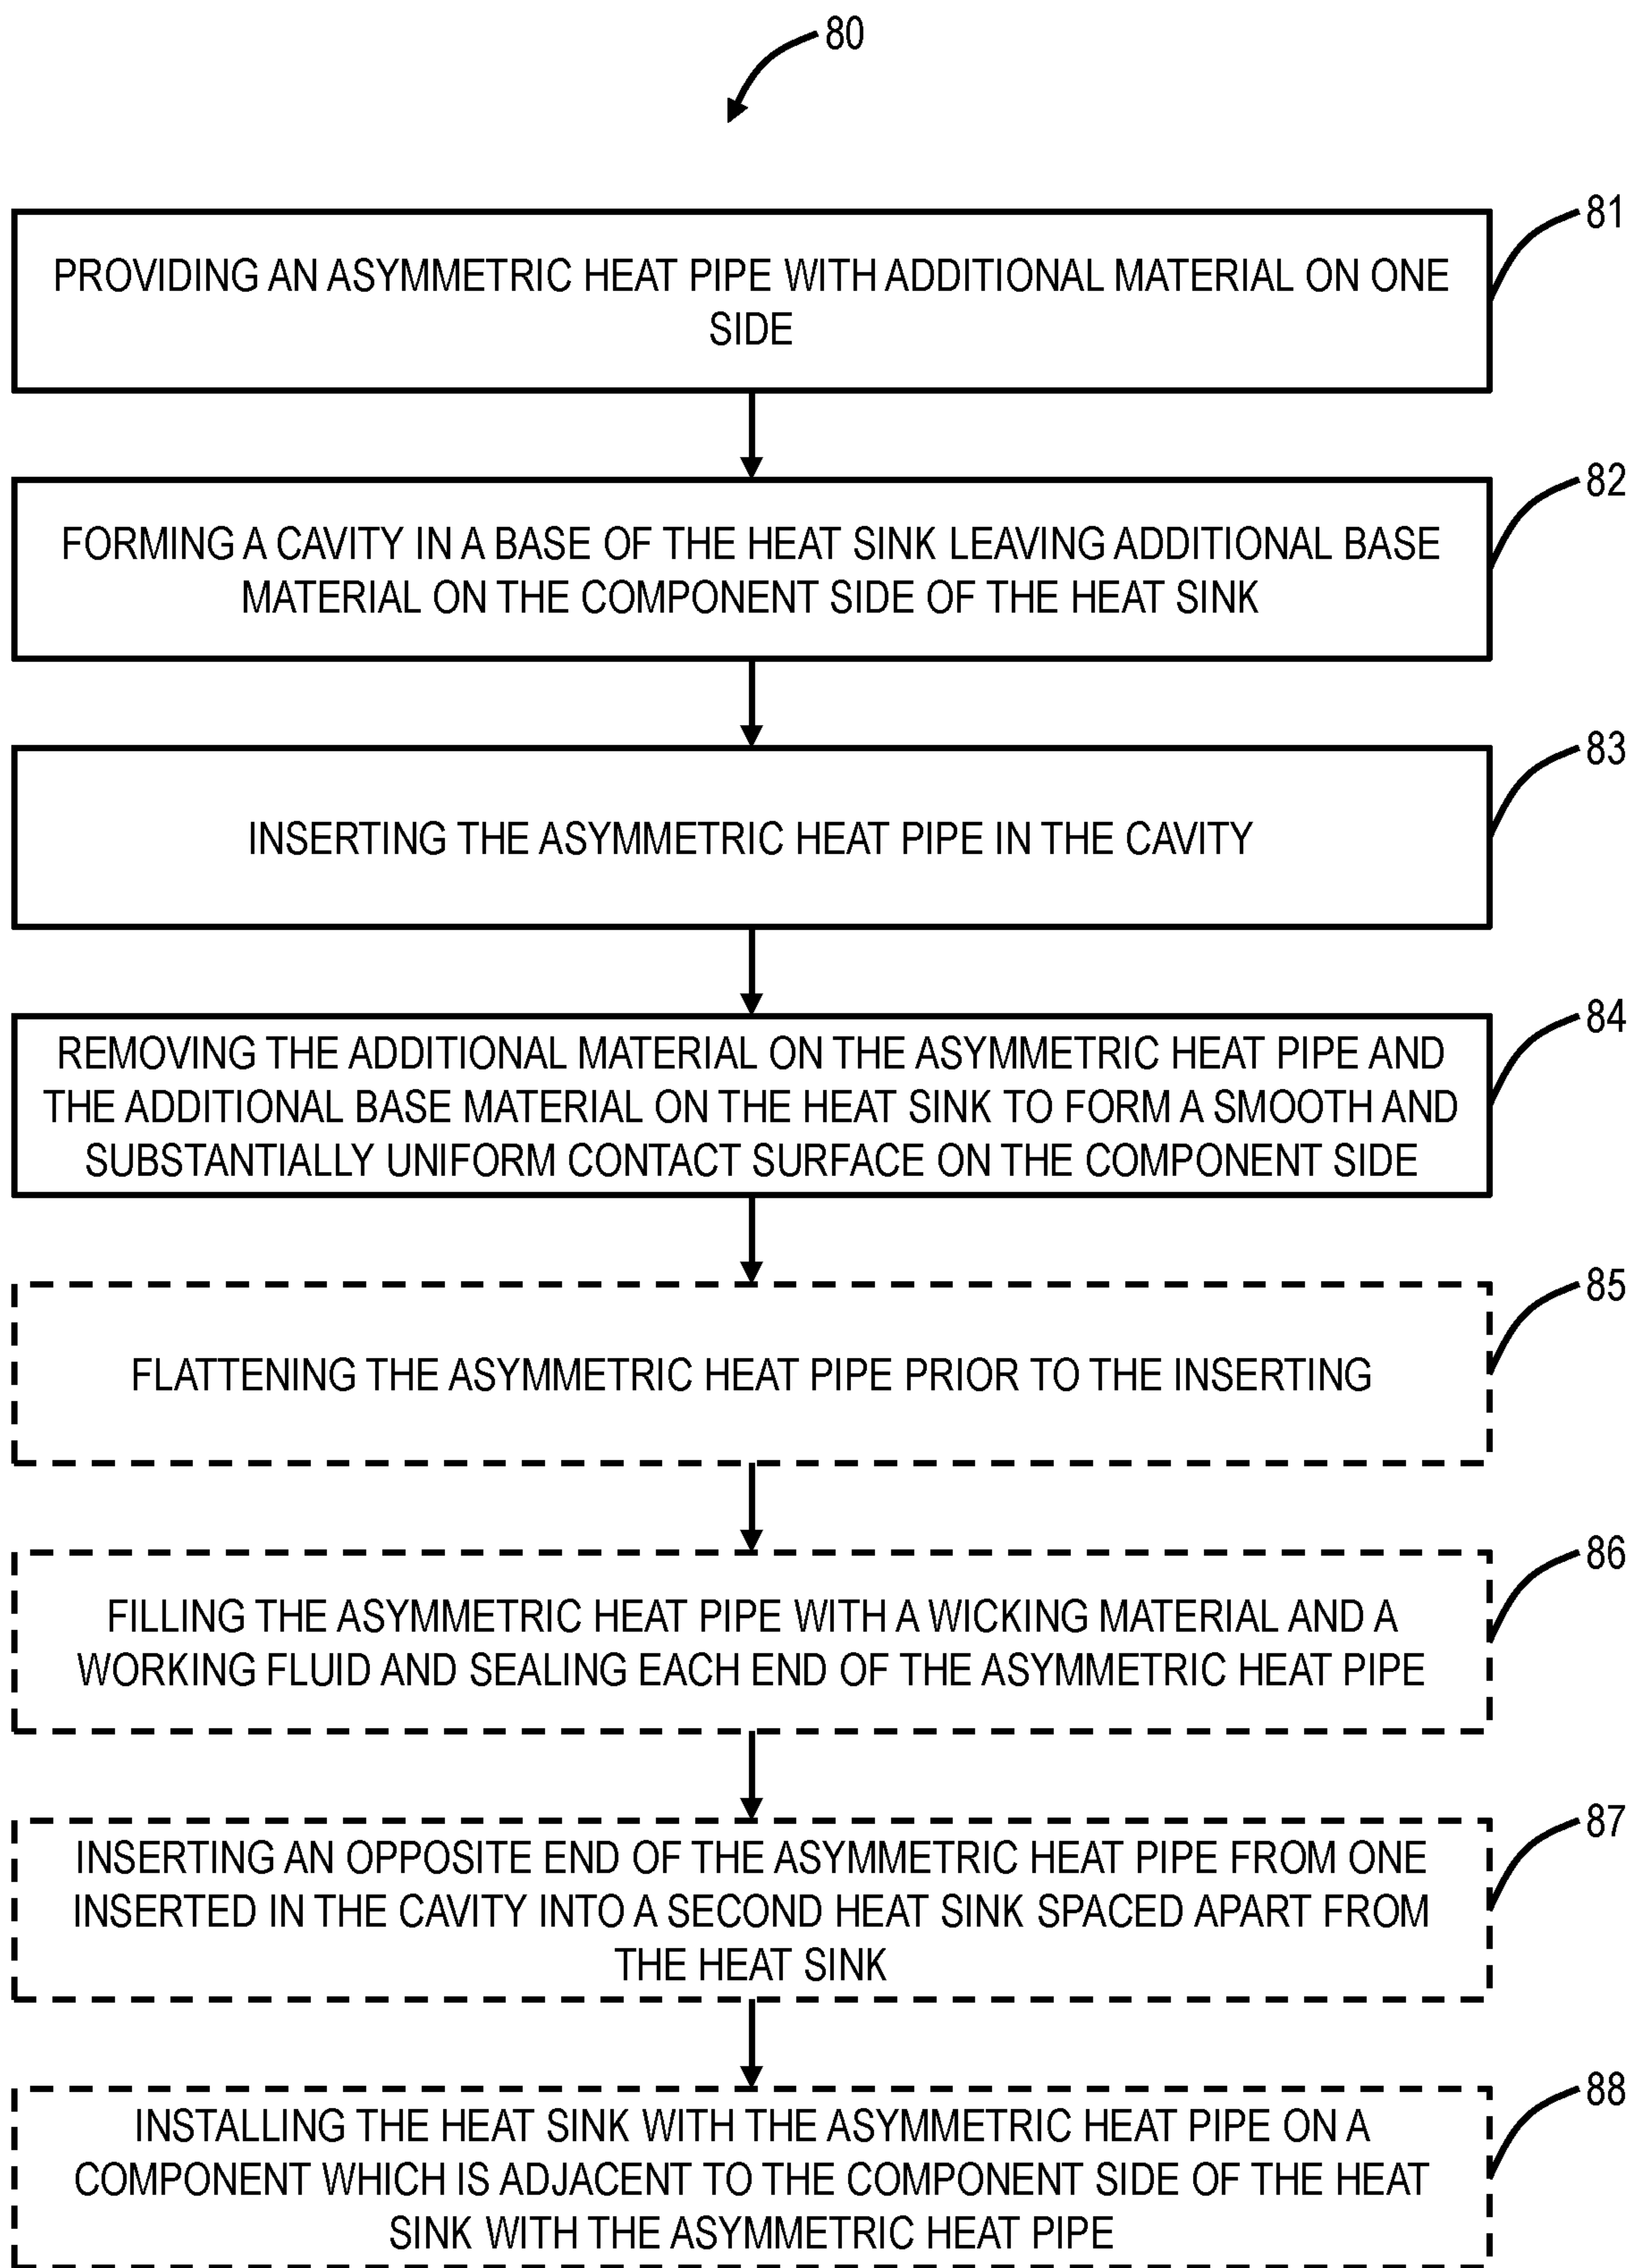 80
81
PROVIDING AN ASYMMETRIC HEAT PIPE WITH ADDITIONAL MATERIAL ON ONE
SIDE
82
FORMING A CAVITY IN A BASE OF THE HEAT SINK LEAVING ADDITIONAL BASE
MATERIAL ON THE COMPONENT SIDE OF THE HEAT SINK
83
INSERTING THE ASYMMETRIC HEAT PIPE IN THE CAVITY
84
REMOVING THE ADDITIONAL MATERIAL ON THE ASYMMETRIC HEAT PIPE AND
THE ADDITIONAL BASE MATERIAL ON THE HEAT SINK TO FORM A SMOOTH AND
SUBSTANTIALLY UNIFORM CONTACT SURFACE ON THE COMPONENT SIDE
85
FLATTENING THE ASYMMETRIC HEAT PIPE PRIOR TO THE INSERTING
86
FILLING THE ASYMMETRIC HEAT PIPE WITH A WICKING MATERIAL AND A
WORKING FLUID AND SEALING EACH END OF THE ASYMMETRIC HEAT PIPE
87
INSERTING AN OPPOSITE END OF THE ASYMMETRIC HEAT PIPE FROM ONE
INSERTED IN THE CAVITY INTO A SECOND HEAT SINK SPACED APART FROM
THE HEAT SINK
88
INSTALLING THE HEAT SINK WITH THE ASYMMETRIC HEAT PIPE ON A
COMPONENT WHICH IS ADJACENT TO THE COMPONENT SIDE OF THE HEAT
SINK WITH THE ASYMMETRIC HEAT PIPE